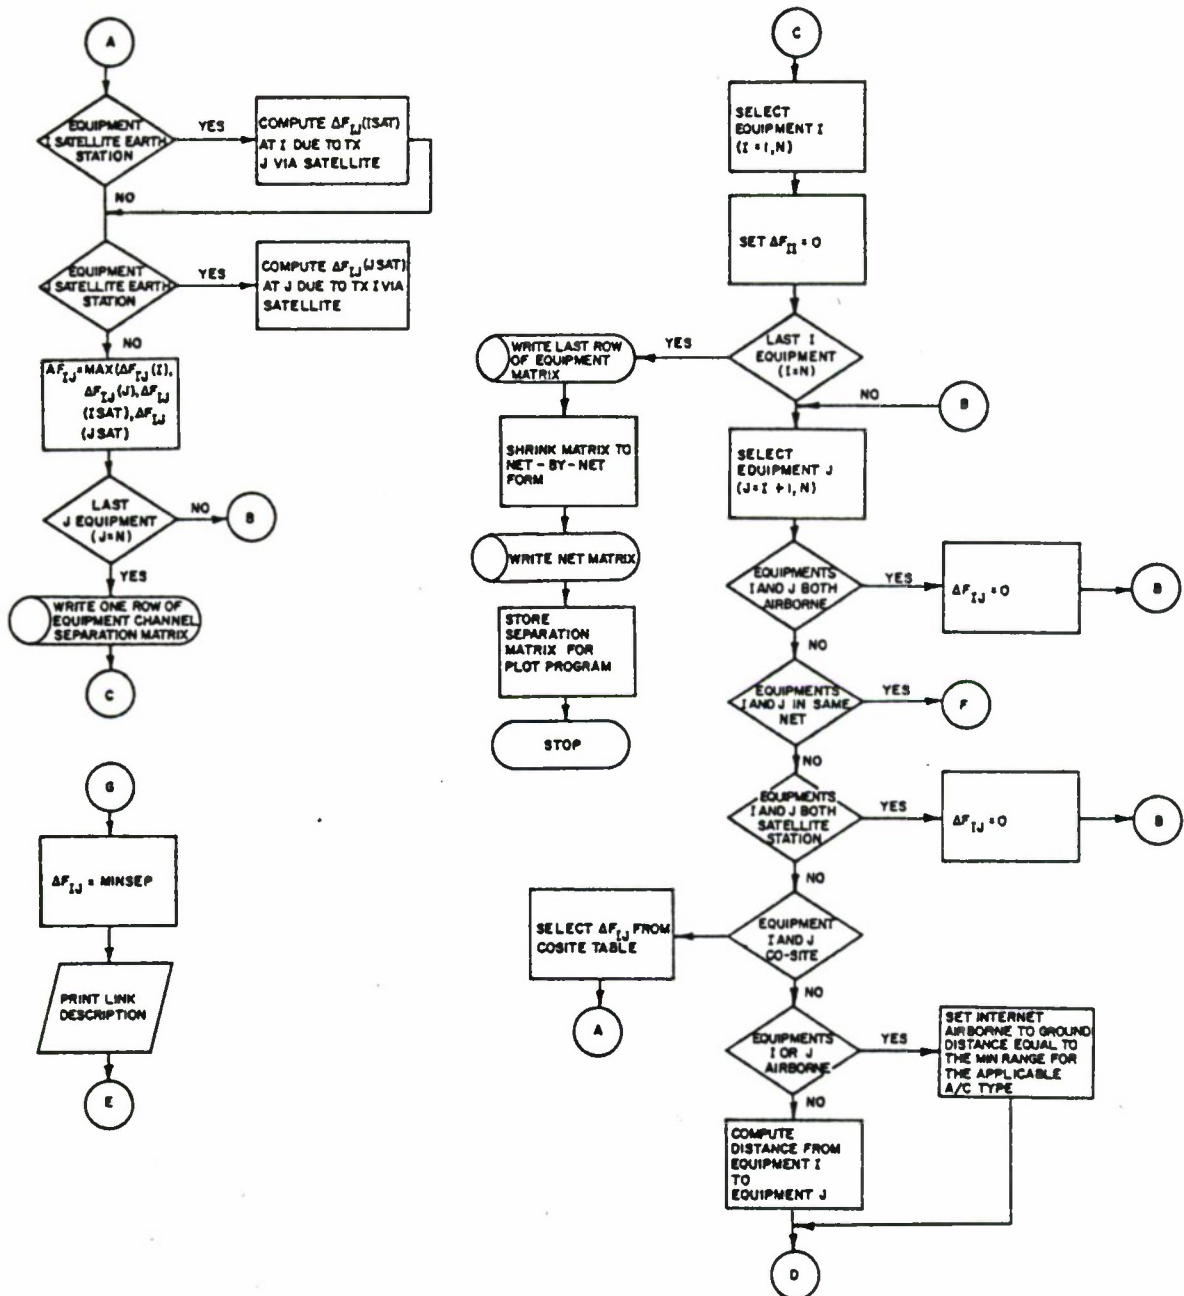 A
EQUIPMENT
I SATELLITE EARTH
STATION
YES
COMPUTE ΔF_IJ (ISAT)
AT I DUE TO TX
J VIA SATELLITE
NO
EQUIPMENT
J SATELLITE EARTH
STATION
YES
COMPUTE ΔF_IJ (JSAT)
AT J DUE TO TX I VIA
SATELLITE
NO
ΔF_IJ = MAX(ΔF_IJ (I),
ΔF_IJ (J), ΔF_IJ
(ISAT), ΔF_IJ
(JSAT)
LAST
J EQUIPMENT
(J=N)
NO
B
YES
WRITE ONE ROW OF
EQUIPMENT CHANNEL
SEPARATION MATRIX
C
G
ΔF_IJ = MINSEP
PRINT LINK
DESCRIPTION
E
C
SELECT
EQUIPMENT I
(I = 1, N)
SET ΔF_II = 0
LAST I
EQUIPMENT
(I=N)
YES
WRITE LAST ROW
OF EQUIPMENT
MATRIX
SHRINK MATRIX TO
NET - BY - NET
FORM
WRITE NET MATRIX
STORE
SEPARATION
MATRIX FOR
PLOT PROGRAM
STOP
NO
B
SELECT
EQUIPMENT J
(J = I + 1, N)
EQUIPMENTS
I AND J BOTH
AIRBORNE
YES
ΔF_IJ = 0
B
NO
EQUIPMENTS
I AND J IN SAME
NET
YES
F
NO
EQUIPMENTS
I AND J BOTH
SATELLITE
STATION
YES
ΔF_IJ = 0
B
NO
EQUIPMENT
I AND J
CO-SITE
SELECT ΔF_IJ FROM
COSITE TABLE
A
NO
EQUIPMENTS
I OR J
AIRBORNE
YES
SET INTERNET
AIRBORNE TO GROUND
DISTANCE EQUAL TO
THE MIN RANGE FOR
THE APPLICABLE
A/C TYPE
NO
COMPUTE
DISTANCE FROM
EQUIPMENT I
TO
EQUIPMENT J
D